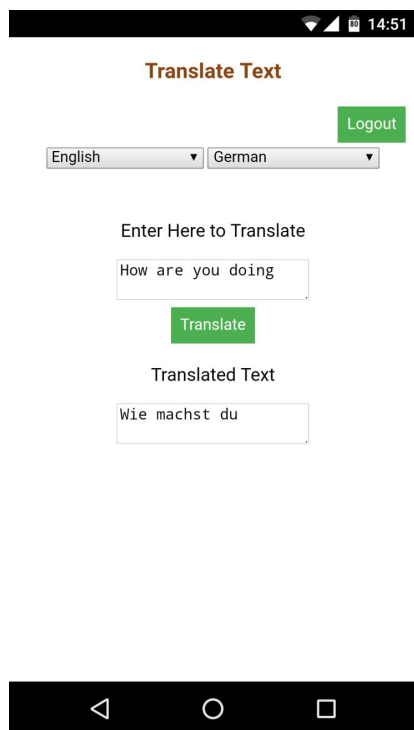 80 14:51
Translate Text
Logout
English German
Enter Here to Translate
How are you doing
Translate
Translated Text
Wie machst du